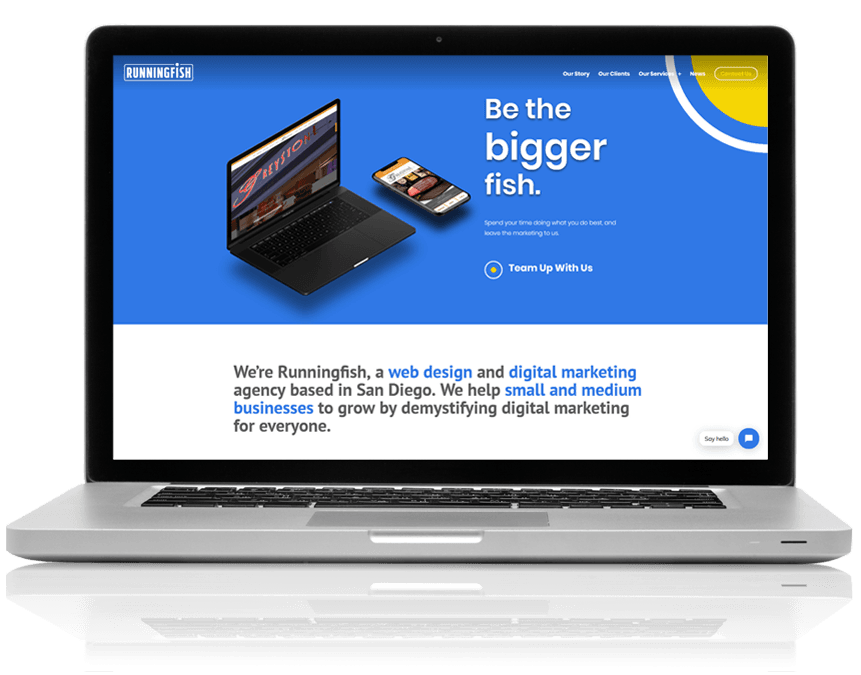 RUNNINGFISH
Our Story Our Clients Our Services + News Contact Us
Be the
bigger
fish.
Spend your time doing what you do best, and
leave the marketing to us.
Team Up With Us
We're Runningfish, a web design and digital marketing
agency based in San Diego. We help small and medium
businesses to grow by demystifying digital marketing
for everyone.
Say hello